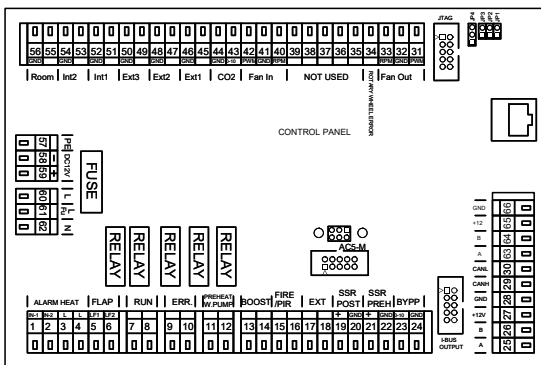 JTAG
JP4
JP3
JP2
JP1
56 55 54 53 52 51 50 49 48 47 46 45 44 43 42 41 40 39 38 37 36 35 34 33 32 31
GND GND GND GND GND GND GND 0-10 PWM GND RPM RPM GND PWM
Room Int2 Int1 Ext3 Ext2 Ext1 CO2 Fan In NOT USED ROTARY WHEEL ERROR Fan Out
CONTROL PANEL
57 PE
58 -
59 +
DC12V
60 L
61 L Fu
62 N
FUSE
RELAY RELAY RELAY RELAY RELAY
AC5-M
GND 66
+12 65
B 64
A 63
CANL 30
CANH 29
GND 28
+12V 27
B 26
A 25
I-BUS
OUTPUT
ALARM HEAT FLAP RUN ERR. PREHEAT W.PUMP BOOST FIRE /PIR EXT SSR POST SSR PREH BYPP
IN-1 IN-2 L L LF1 LF2 + GND + GND 0-10 GND
1 2 3 4 5 6 7 8 9 10 11 12 13 14 15 16 17 18 19 20 21 22 23 24